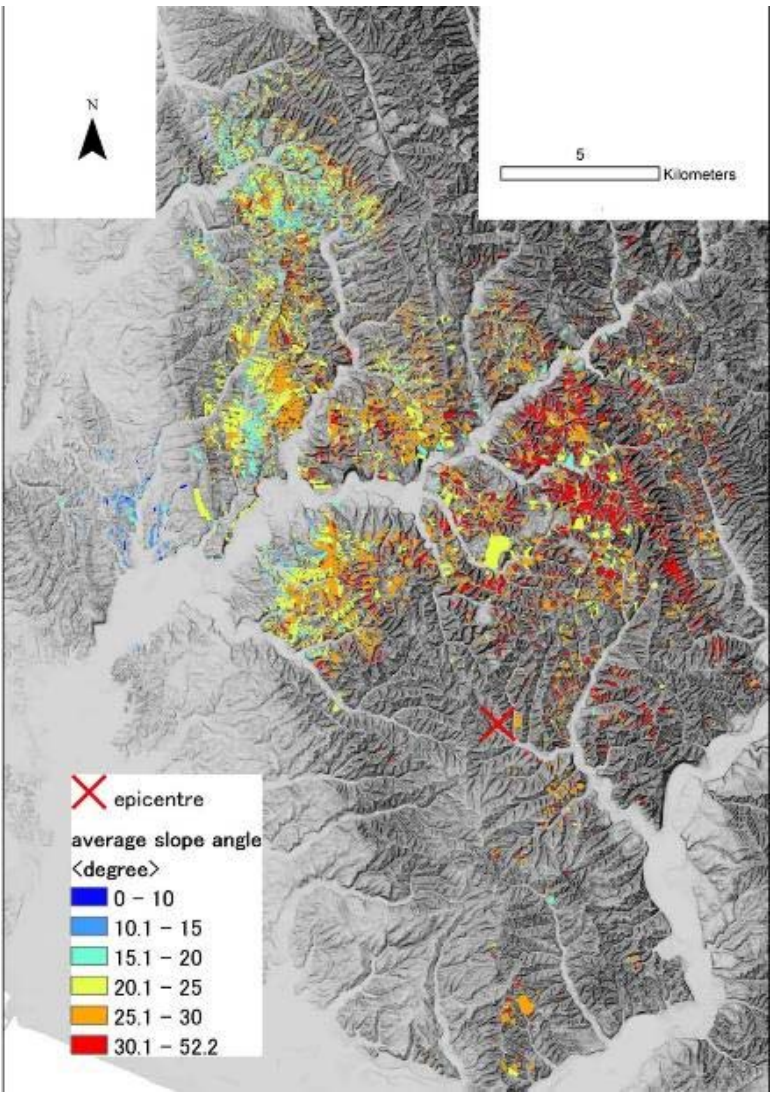 N
5
Kilometers
epicentre
average slope angle
<degree>
0 - 10
10.1 - 15
15.1 - 20
20.1 - 25
25.1 - 30
30.1 - 52.2